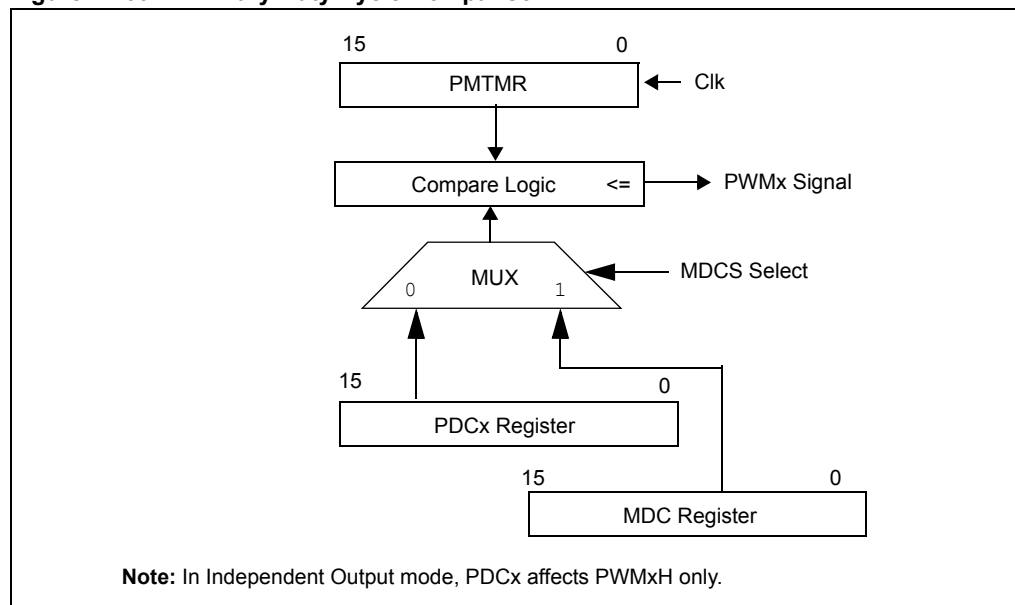 15 0
PMTMR
Clk
Compare Logic <=
PWMx Signal
MUX
0 1
MDCS Select
15 0
PDCx Register
15 0
MDC Register
Note: In Independent Output mode, PDCx affects PWMxH only.